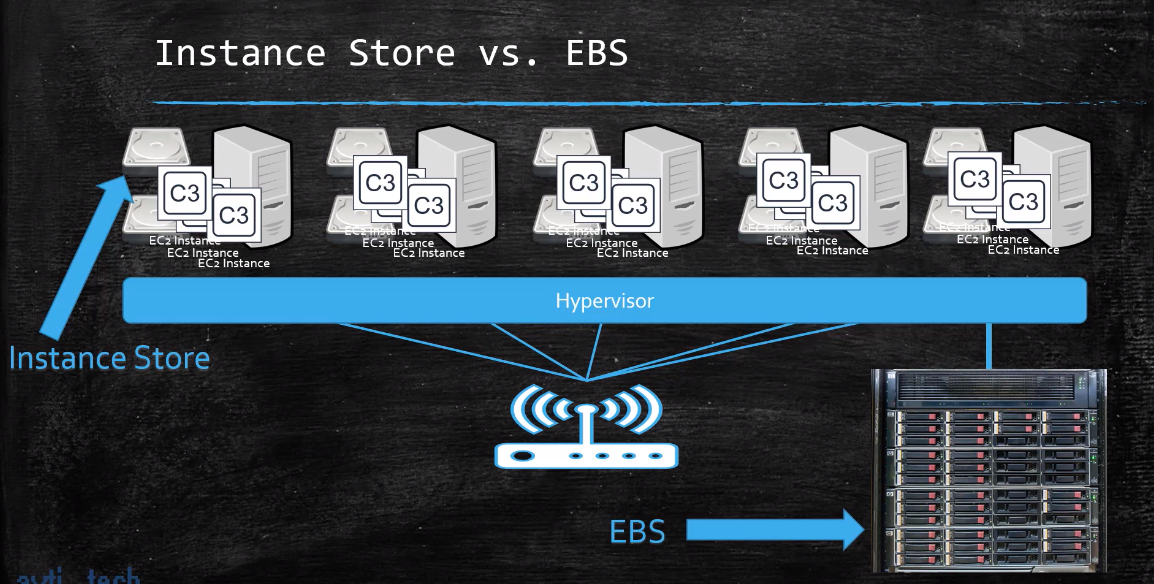 Instance Store vs. EBS
C3 C3 C3 C3 C3
C3 C3 C3 C3 C3
EC2 Instance EC2 Instance EC2 Instance EC2 Instance EC2 Instance
EC2 Instance EC2 Instance EC2 Instance EC2 Instance EC2 Instance
EC2 Instance EC2 Instance EC2 Instance EC2 Instance EC2 Instance
Hypervisor
Instance Store
EBS